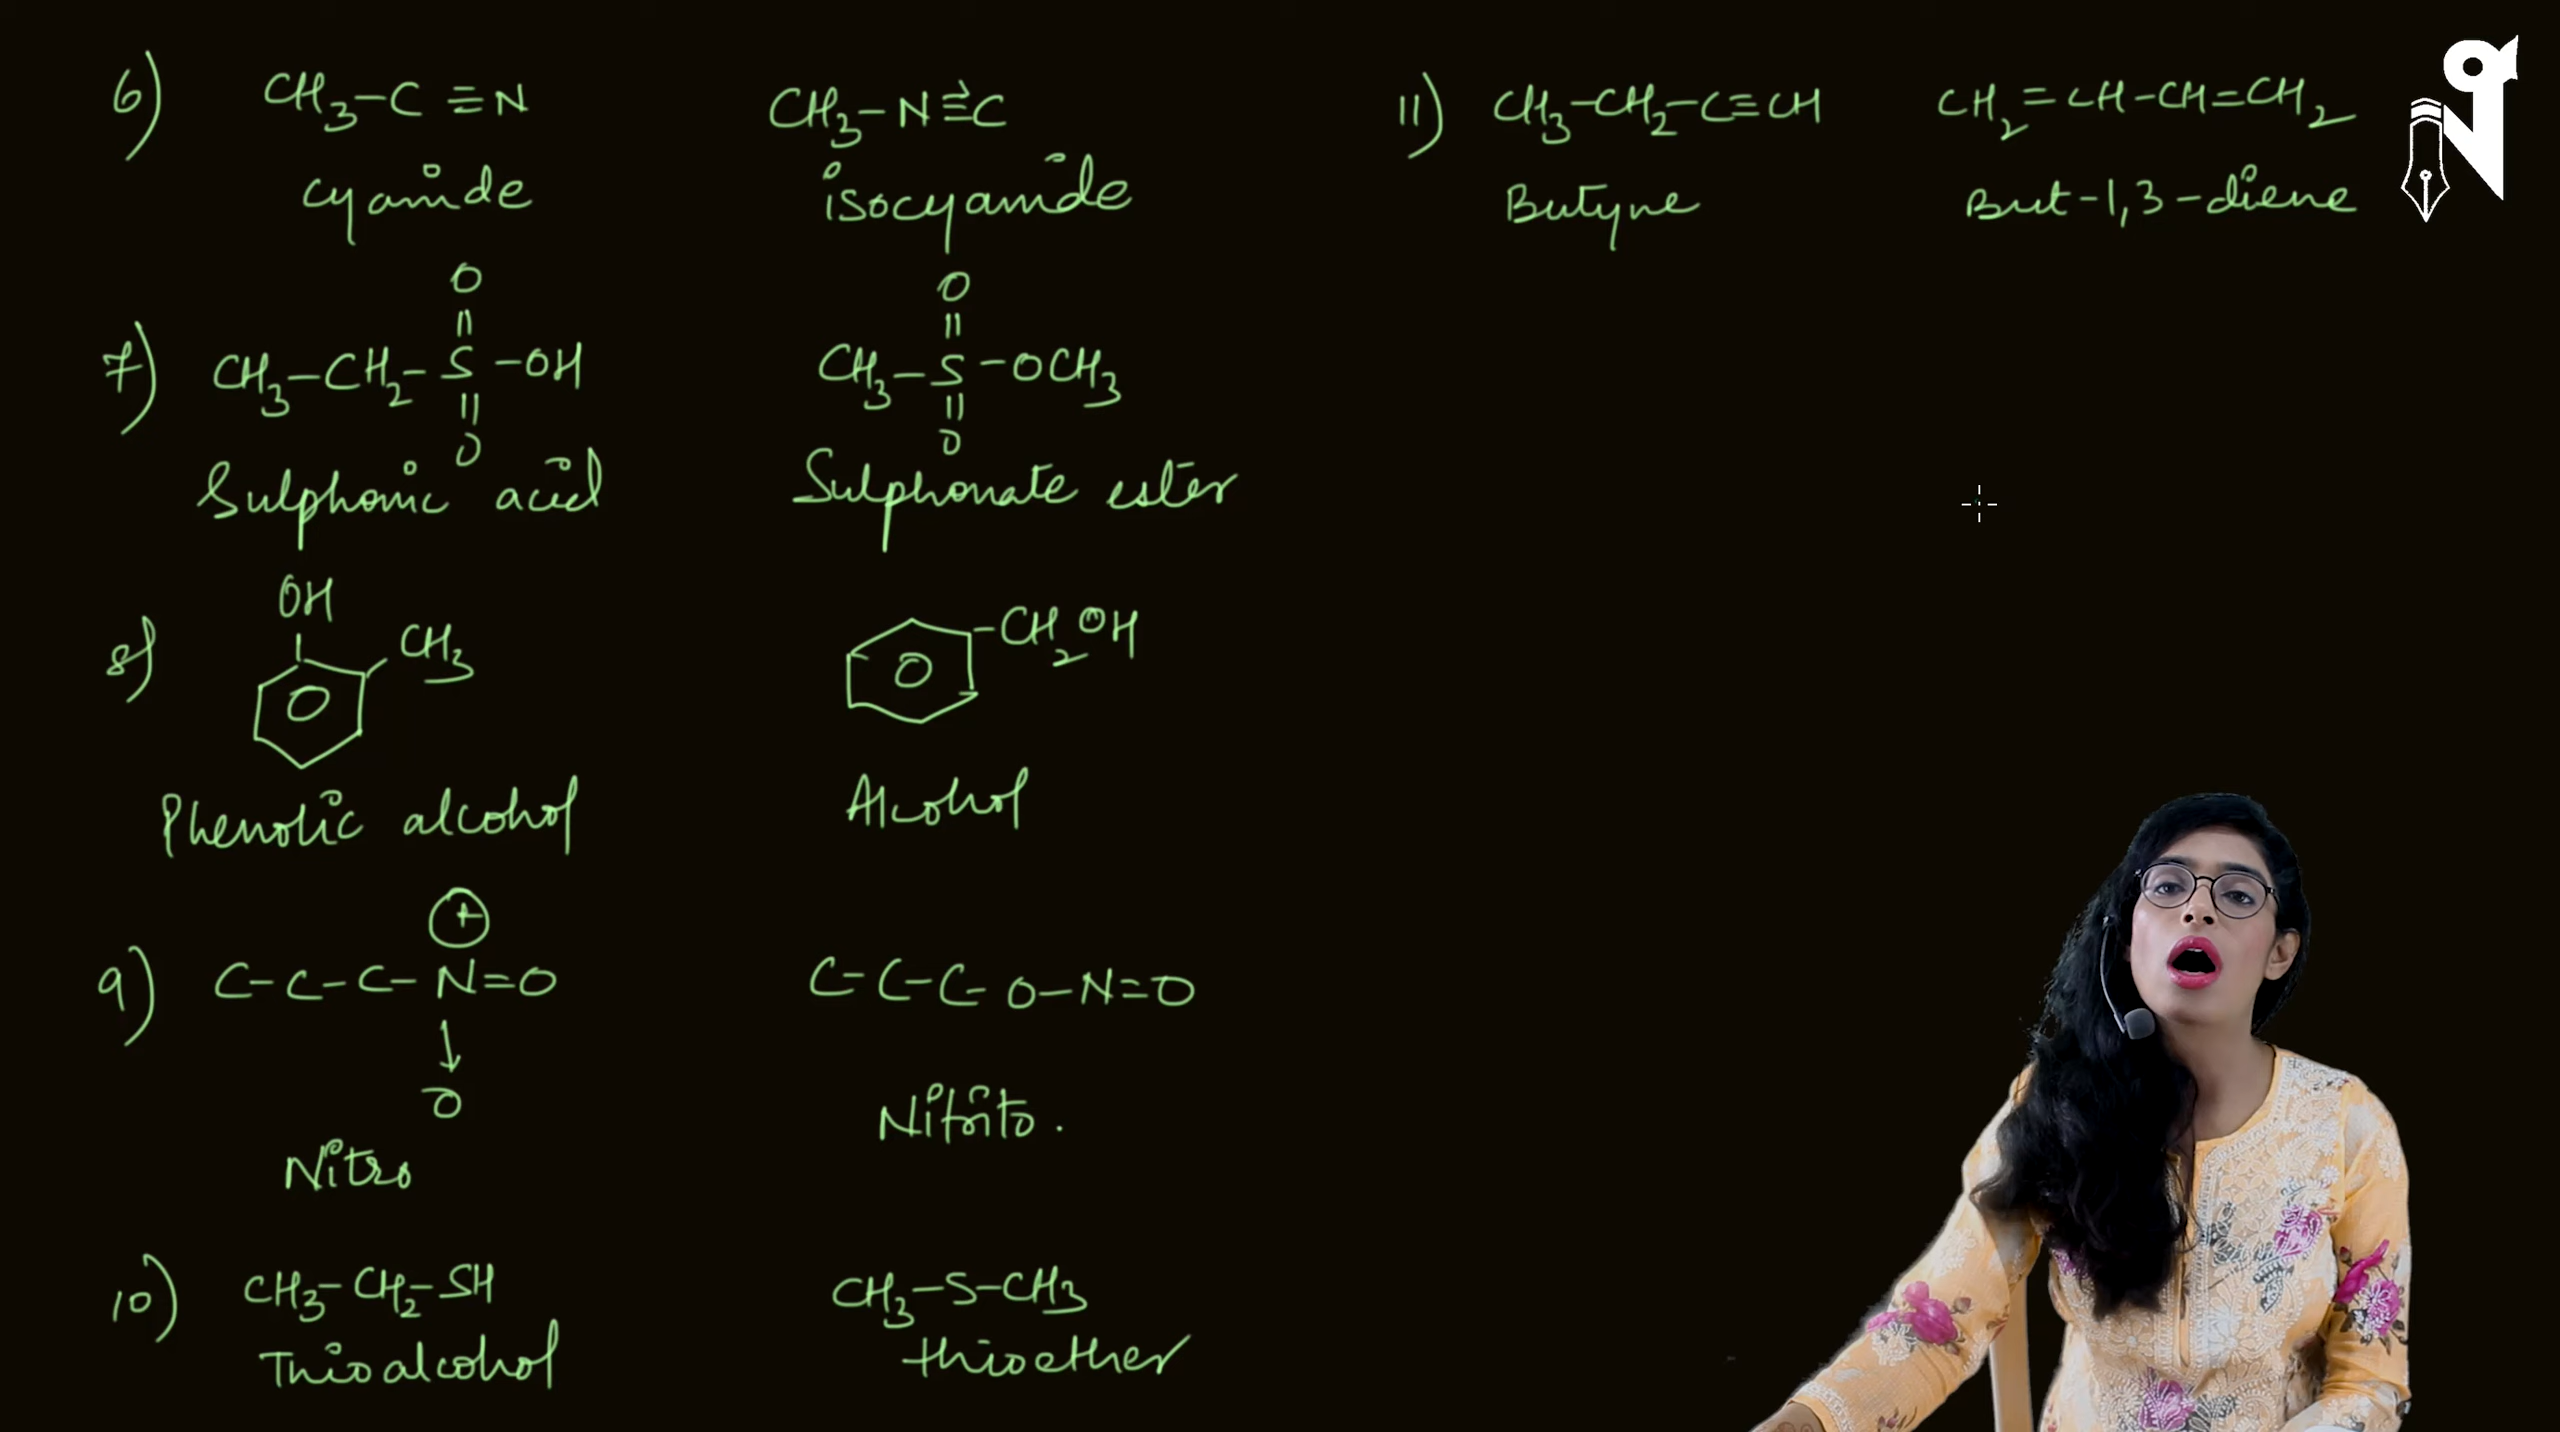 6) CH3-C≡N CH3-N≡C
cyanide isocyanide
7) CH3-CH2-S-OH CH3-S-OCH3
O O
O O
Sulphonic acid Sulphonate ester
8) OH CH3 CH2OH
Phenolic alcohol Alcohol
9) C-C-C-N=O C-C-C-O-N=O
+
O
Nitro Nitrito.
10) CH3-CH2-SH CH3-S-CH3
Thioalcohol thioether
11) CH3-CH2-C≡CH CH2=CH-CH=CH2
Butyne But-1,3-diene